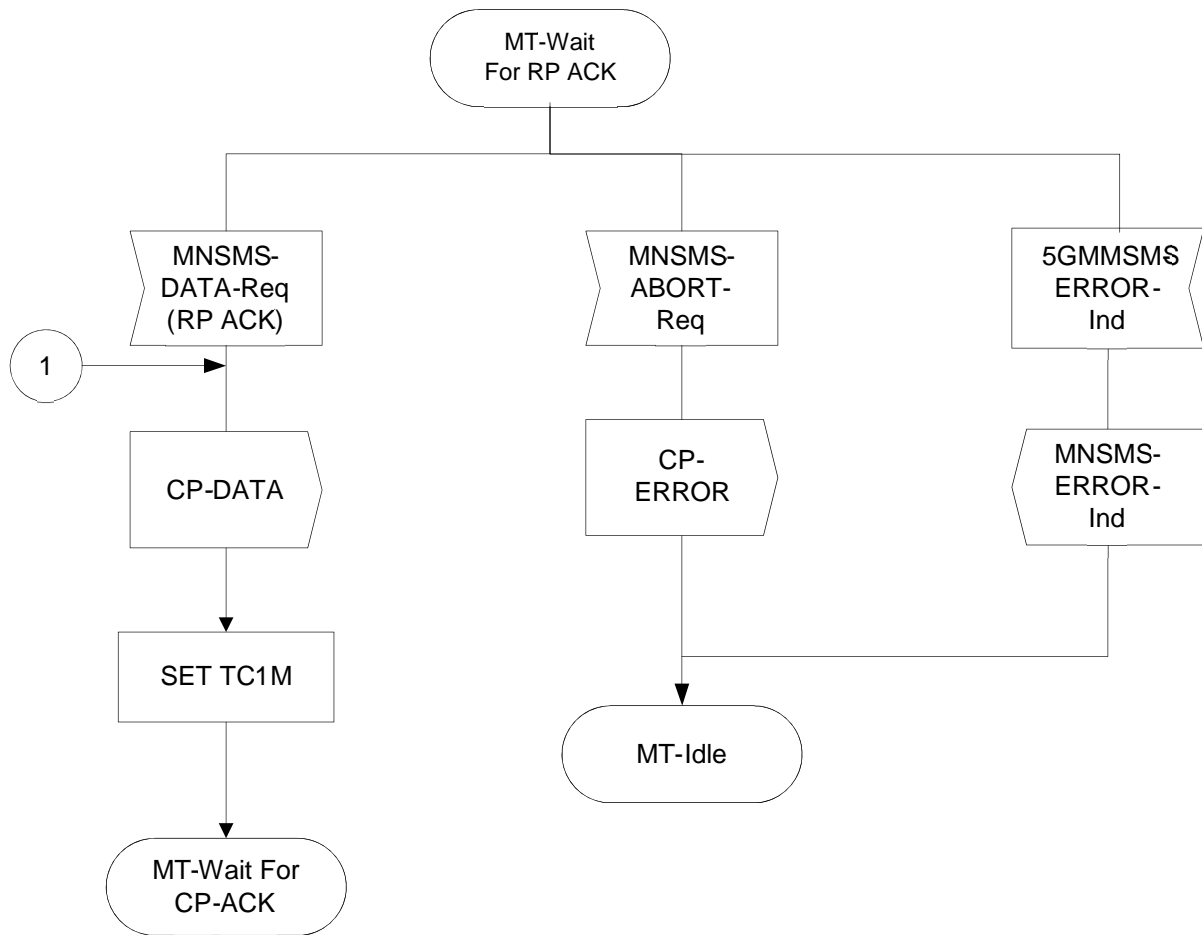 MT-Wait
For RP ACK
MNSMS-
DATA-Req
(RP ACK)
MNSMS-
ABORT-
Req
5GMMSMS
ERROR-
Ind
1
CP-DATA
CP-
ERROR
MNSMS-
ERROR-
Ind
SET TC1M
MT-Idle
MT-Wait For
CP-ACK